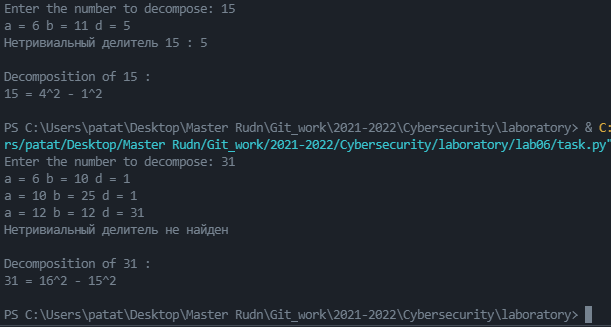 Enter the number to decompose: 15
a = 6 b = 11 d = 5
Нетривиальный делитель 15 : 5
Decomposition of 15 :
15 = 4^2 - 1^2
PS C:\Users\patat\Desktop\Master Rudn\Git_work\2021-2022\Cybersecurity\laboratory> & C:
rs/patat/Desktop/Master Rudn/Git_work/2021-2022/Cybersecurity/laboratory/lab06/task.py"
Enter the number to decompose: 31
a = 6 b = 10 d = 1
a = 10 b = 25 d = 1
a = 12 b = 12 d = 31
Нетривиальный делитель не найден
Decomposition of 31 :
31 = 16^2 - 15^2
PS C:\Users\patat\Desktop\Master Rudn\Git_work\2021-2022\Cybersecurity\laboratory>